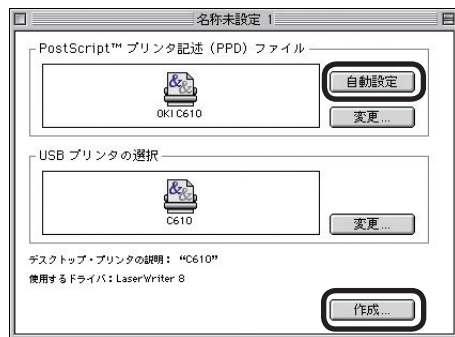 名称未設定 1
PostScript™ プリンタ記述（PPD）ファイル
自動設定
OKI C610
変更...
USB プリンタの選択
C610
変更...
デスクトップ・プリンタの説明： “C610”
使用するドライバ：LaserWriter 8
作成...